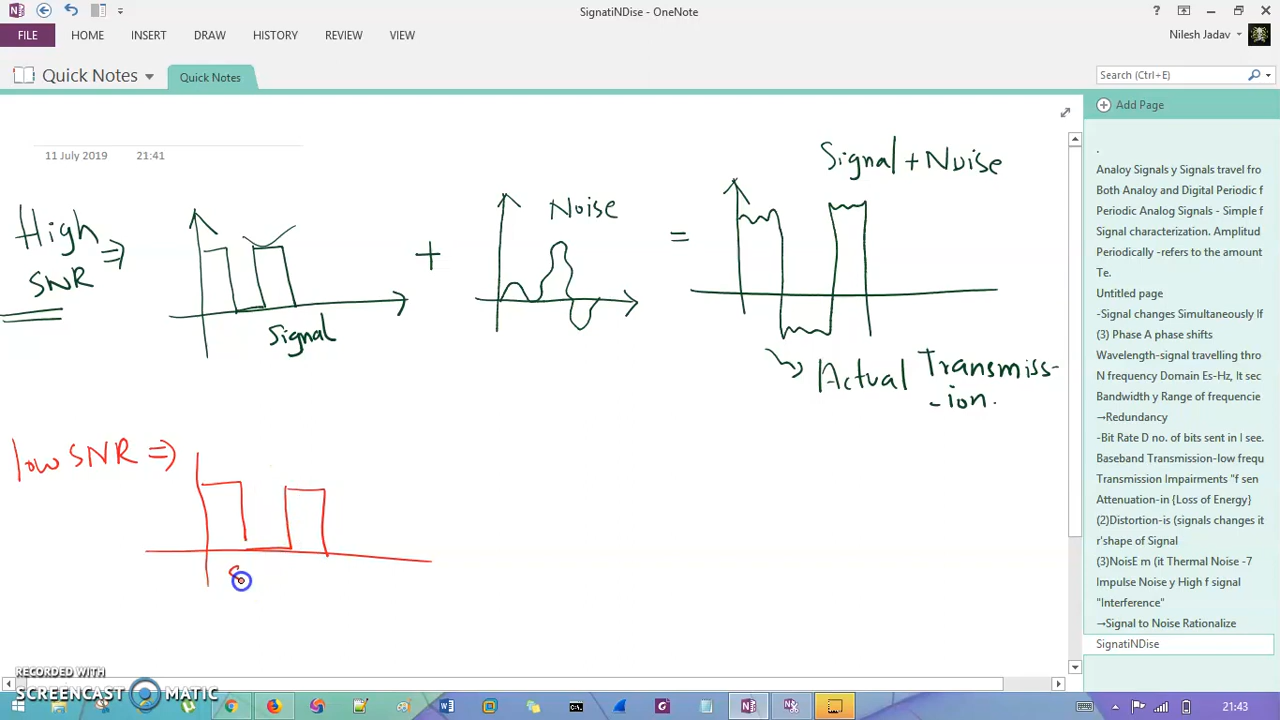 SignatiNDise - OneNote
FILE HOME INSERT DRAW HISTORY REVIEW VIEW
Nilesh Jadav
Quick Notes
Quick Notes
Search (Ctrl+E)
Add Page
11 July 2019 21:41
High
SNR
⇒
Signal
+
Noise
=
Signal + Noise
Actual Transmiss-
-ion.
low SNR ⇒
S
.
Analoy Signals y Signals travel fro
Both Analoy and Digital Periodic f
Periodic Analog Signals - Simple f
Signal characterization. Amplitud
Periodically -refers to the amount
Te.
Untitled page
-Signal changes Simultaneously If
(3) Phase A phase shifts
Wavelength-signal travelling thro
N frequency Domain Es-Hz, It sec
Bandwidth y Range of frequencie
→Redundancy
-Bit Rate D no. of bits sent in I see.
Baseband Transmission-low frequ
Transmission Impairments "f sen
Attenuation-in {Loss of Energy}
(2)Distortion-is (signals changes it
r'shape of Signal
(3)NoisE m (it Thermal Noise -7
Impulse Noise y High f signal
"Interference"
→Signal to Noise Rationalize
SignatiNDise
RECORDED WITH
SCREENCAST MATIC
21:43